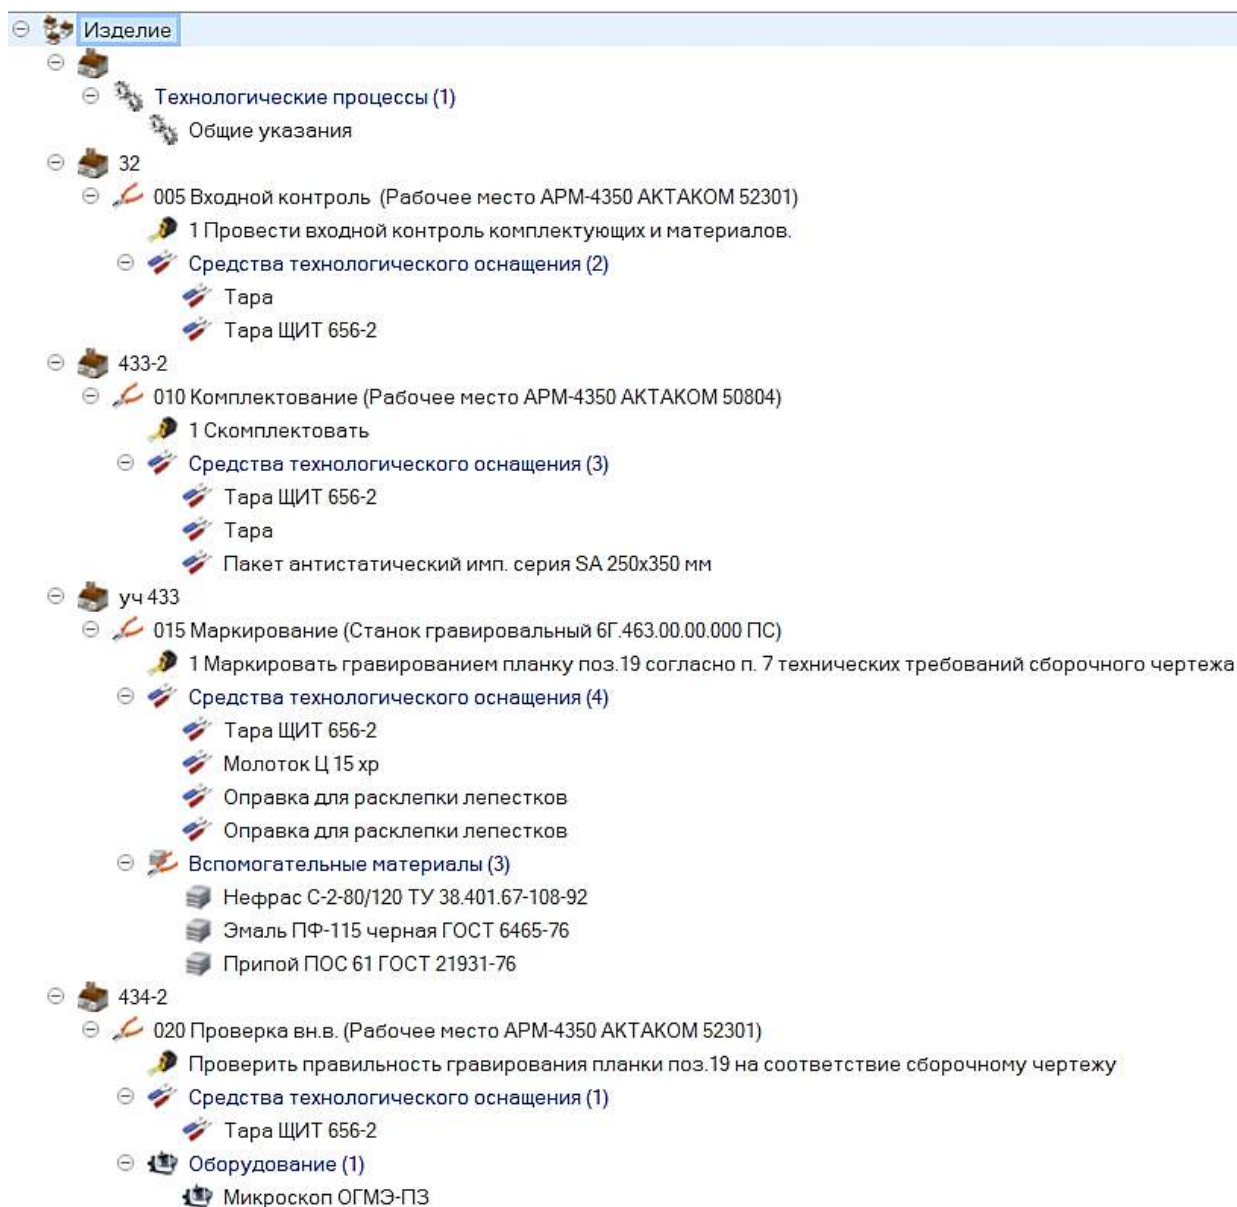 Изделие
Технологические процессы (1)
Общие указания
32
005 Входной контроль (Рабочее место АРМ-4350 АКТАКОМ 52301)
1 Провести входной контроль комплектующих и материалов.
Средства технологического оснащения (2)
Тара
Тара ЩИТ 656-2
433-2
010 Комплектование (Рабочее место АРМ-4350 АКТАКОМ 50804)
1 Скомплектовать
Средства технологического оснащения (3)
Тара ЩИТ 656-2
Тара
Пакет антистатический имп. серия SA 250x350 мм
уч 433
015 Маркирование (Станок гравировальный 6Г.463.00.00.000 ПС)
1 Маркировать гравированием планку поз.19 согласно п. 7 технических требований сборочного чертежа
Средства технологического оснащения (4)
Тара ЩИТ 656-2
Молоток Ц 15 хр
Оправка для расклепки лепестков
Оправка для расклепки лепестков
Вспомогательные материалы (3)
Нефрас С-2-80/120 ТУ 38.401.67-108-92
Эмаль ПФ-115 черная ГОСТ 6465-76
Припой ПОС 61 ГОСТ 21931-76
434-2
020 Проверка вн.в. (Рабочее место АРМ-4350 АКТАКОМ 52301)
Проверить правильность гравирования планки поз.19 на соответствие сборочному чертежу
Средства технологического оснащения (1)
Тара ЩИТ 656-2
Оборудование (1)
Микроскоп ОГМЭ-ПЗ